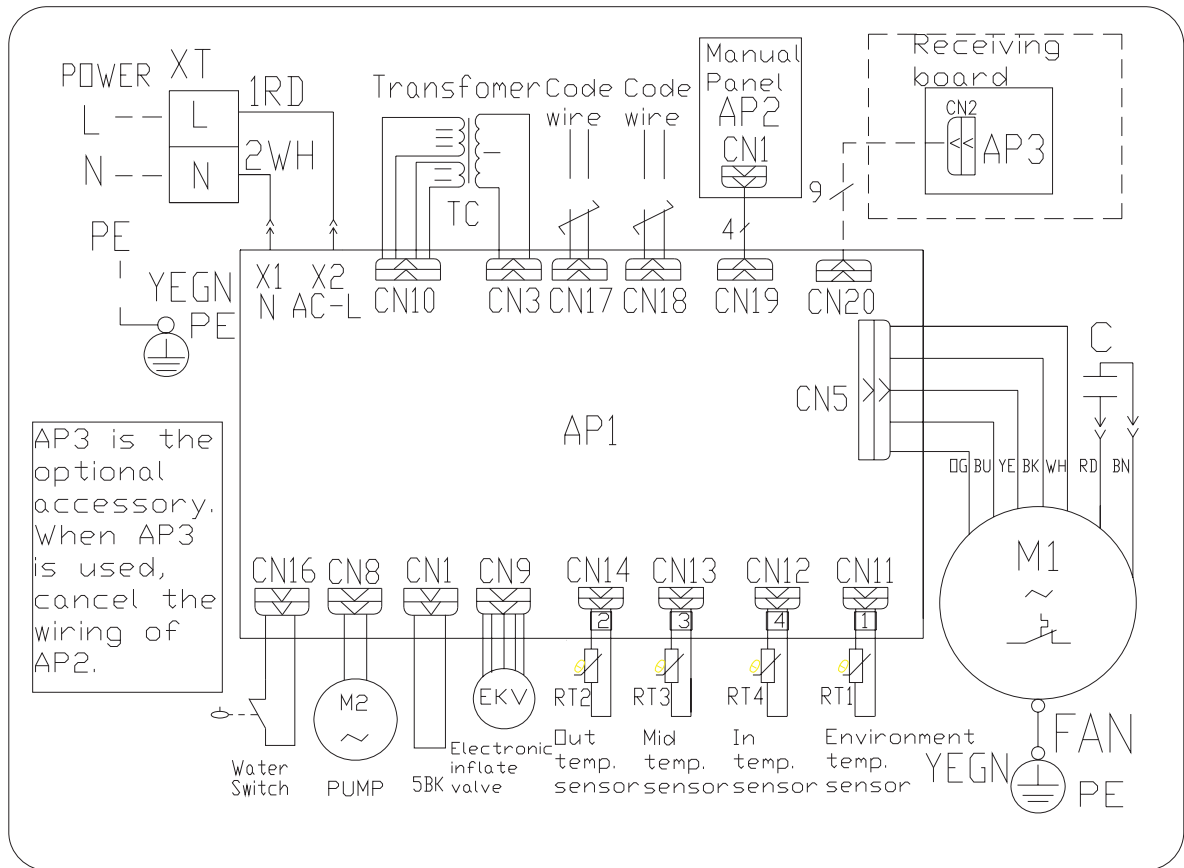 POWER
XT
L
L
1RD
N
N
2WH
PE
YEGN
PE
Transfomer
TC
Code
wire
Code
wire
Manual
Panel
AP2
CN1
4
Receiving
board
CN2
AP3
9
X1
N
X2
AC-L
CN10
CN3
CN17
CN18
CN19
CN20
CN5
AP1
C
OG
BU
YE
BK
WH
RD
BN
M1
~
FAN
YEGN
PE
AP3 is the
optional
accessory.
When AP3
is used,
cancel the
wiring of
AP2.
CN16
CN8
CN1
CN9
CN14
CN13
CN12
CN11
2
3
4
1
M2
~
EKV
RT2
RT3
RT4
RT1
Water
Switch
PUMP
5BK
Electronic
inflate
valve
Out
temp.
sensor
Mid
temp.
sensor
In
temp.
sensor
Environment
temp.
sensor